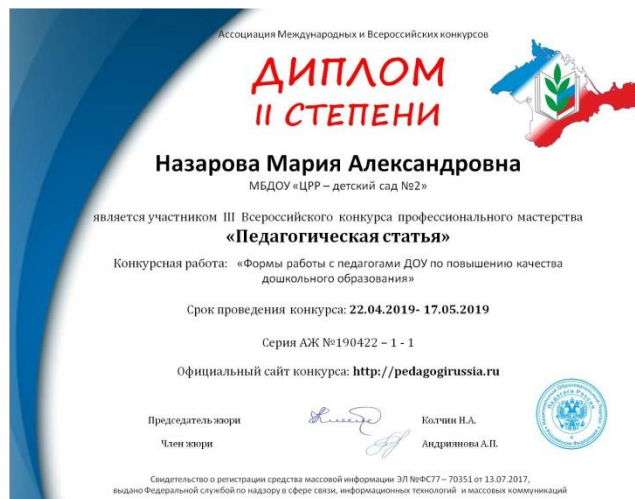 Ассоциация Международных и Всероссийских конкурсов
ДИПЛОМ
II СТЕПЕНИ
Назарова Мария Александровна
МБДОУ «ЦРР – детский сад №2»
является участником III Всероссийского конкурса профессионального мастерства
«Педагогическая статья»
Конкурсная работа: «Формы работы с педагогами ДОУ по повышению качества
дошкольного образования»
Срок проведения конкурса: 22.04.2019- 17.05.2019
Серия АЖ №190422 – 1 - 1
Официальный сайт конкурса: http://pedagogirussia.ru
Председатель жюри Колчин Н.А.
Член жюри Андриянова А.П.
Педагоги России
Свидетельство о регистрации средства массовой информации ЭЛ №ФС77 – 70351 от 13.07.2017,
выдано Федеральной службой по надзору в сфере связи, информационных технологий и массовых коммуникаций